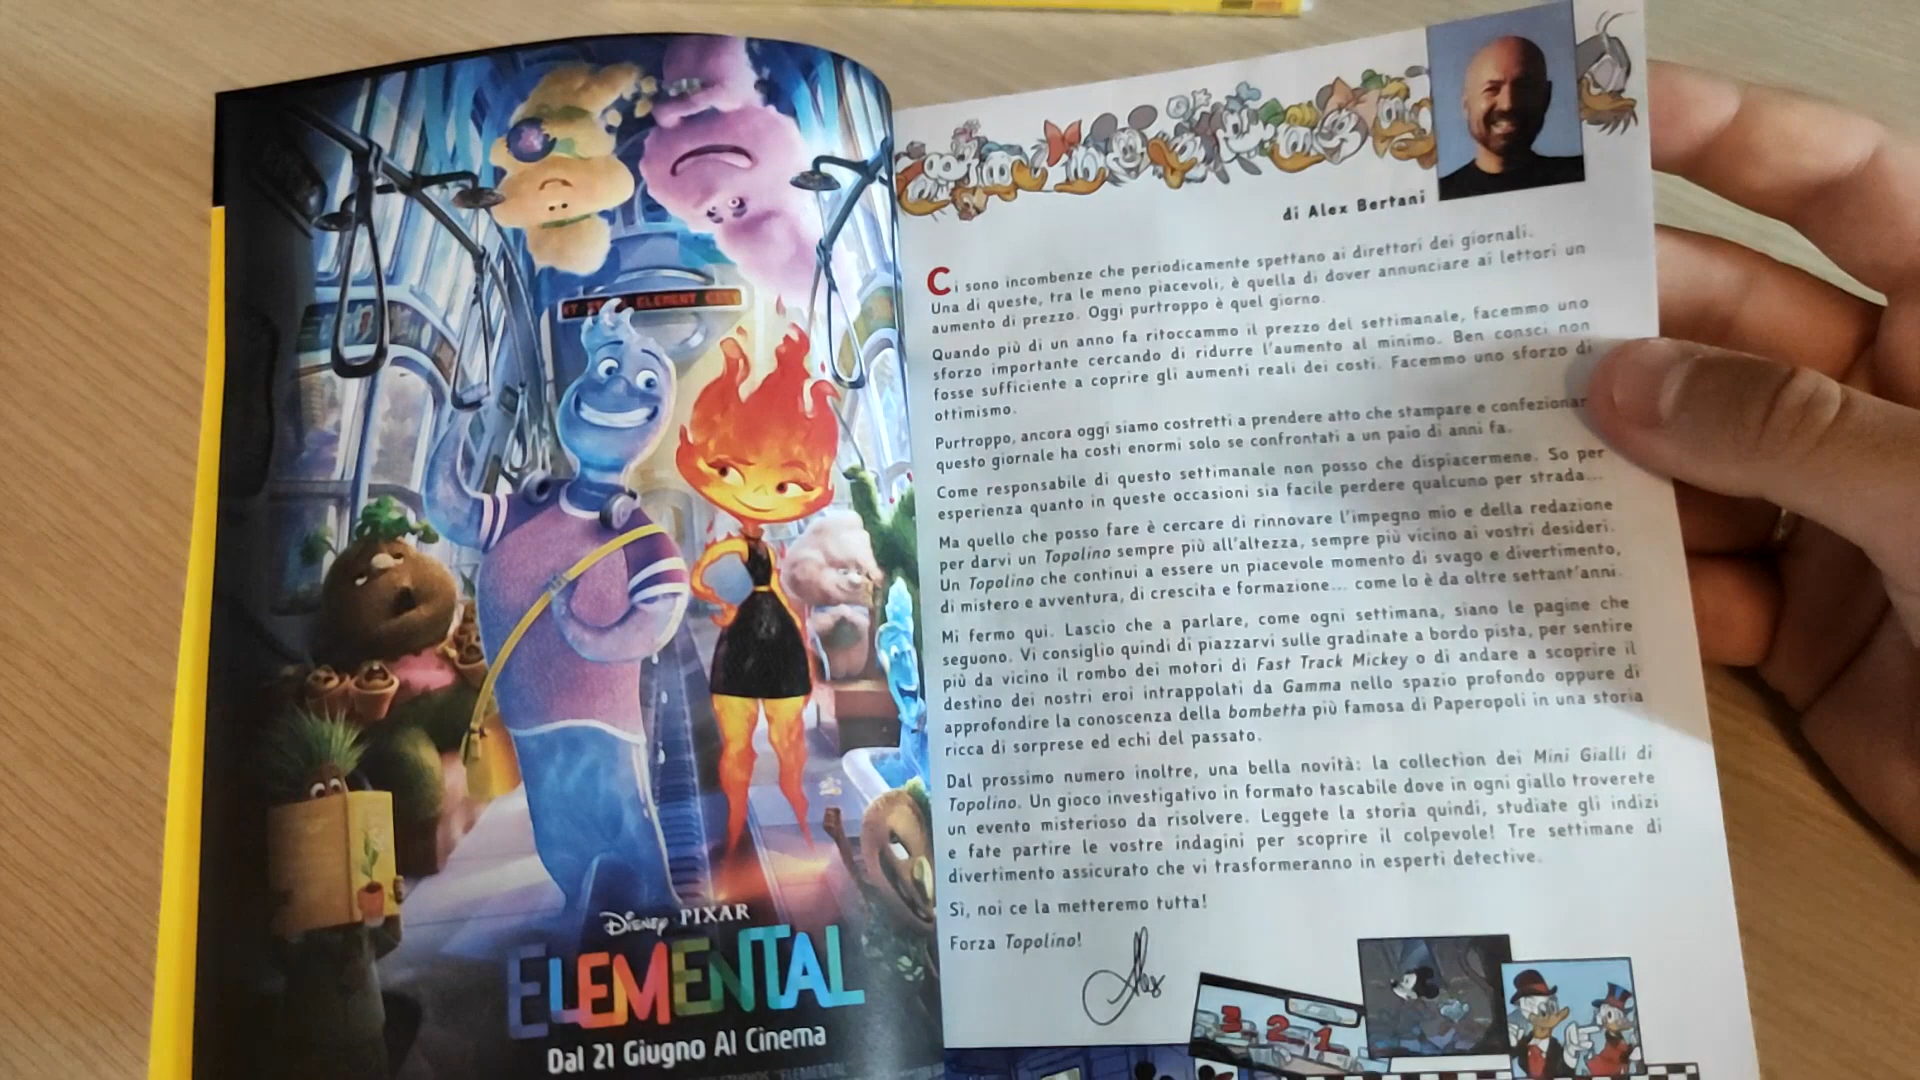 ELEMENT CITY
DISNEY PIXAR
ELEMENTAL
Dal 21 Giugno Al Cinema
di Alex Bertani
Ci sono incombenze che periodicamente spettano ai direttori dei giornali.
Una di queste, tra le meno piacevoli, è quella di dover annunciare ai lettori un
aumento di prezzo. Oggi purtroppo è quel giorno.
Quando più di un anno fa ritoccammo il prezzo del settimanale, facemmo uno
sforzo importante cercando di ridurre l'aumento al minimo. Ben consci non
fosse sufficiente a coprire gli aumenti reali dei costi. Facemmo uno sforzo di
ottimismo.
Purtroppo, ancora oggi siamo costretti a prendere atto che stampare e confezionar
questo giornale ha costi enormi solo se confrontati a un paio di anni fa.
Come responsabile di questo settimanale non posso che dispiacermene. So per
esperienza quanto in queste occasioni sia facile perdere qualcuno per strada...
Ma quello che posso fare è cercare di rinnovare l'impegno mio e della redazione
per darvi un Topolino sempre più all'altezza, sempre più vicino ai vostri desideri.
Un Topolino che continui a essere un piacevole momento di svago e divertimento,
di mistero e avventura, di crescita e formazione... come lo è da oltre settant'anni.
Mi fermo qui. Lascio che a parlare, come ogni settimana, siano le pagine che
seguono. Vi consiglio quindi di piazzarvi sulle gradinate a bordo pista, per sentire
più da vicino il rombo dei motori di Fast Track Mickey o di andare a scoprire il
destino dei nostri eroi intrappolati da Gamma nello spazio profondo oppure di
approfondire la conoscenza della bombetta più famosa di Paperopoli in una storia
ricca di sorprese ed echi del passato.
Dal prossimo numero inoltre, una bella novità: la collection dei Mini Gialli di
Topolino. Un gioco investigativo in formato tascabile dove in ogni giallo troverete
un evento misterioso da risolvere. Leggete la storia quindi, studiate gli indizi
e fate partire le vostre indagini per scoprire il colpevole! Tre settimane di
divertimento assicurato che vi trasformeranno in esperti detective.
Sì, noi ce la metteremo tutta!
Forza Topolino!
Alex
3 2 1